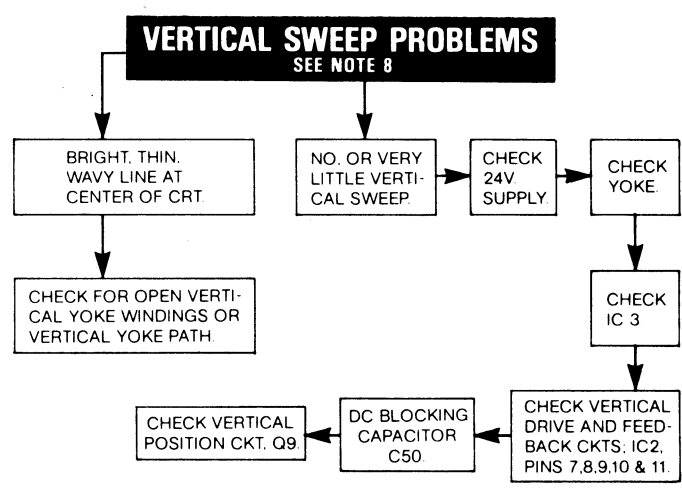 VERTICAL SWEEP PROBLEMS
SEE NOTE 8
BRIGHT, THIN,
WAVY LINE AT
CENTER OF CRT.
NO, OR VERY
LITTLE VERTI-
CAL SWEEP.
CHECK
24V.
SUPPLY.
CHECK
YOKE.
CHECK FOR OPEN VERTI-
CAL YOKE WINDINGS OR
VERTICAL YOKE PATH.
CHECK
IC 3
CHECK VERTICAL
DRIVE AND FEED-
BACK CKTS; IC2,
PINS 7,8,9,10 & 11.
DC BLOCKING
CAPACITOR
C50.
CHECK VERTICAL
POSITION CKT, Q9.